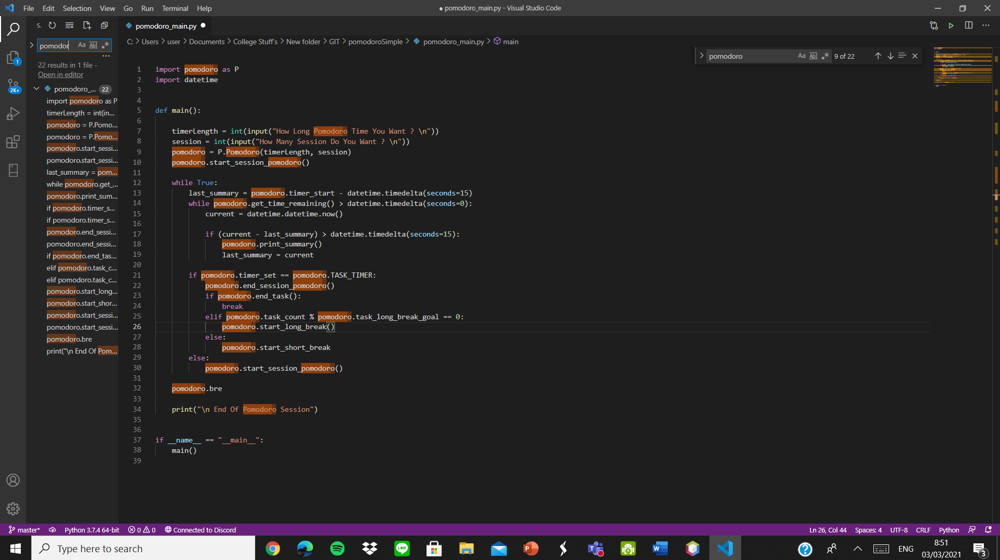 File Edit Selection View Go Run Terminal Help
● pomodoro_main.py - Visual Studio Code
S.
pomodor
Aa Abl .*
22 results in 1 file -
Open in editor
pomodoro_... 22
import pomodoro as P
timerLength = int(in...
pomodoro = P.Pomo...
pomodoro = P.Pomo...
pomodoro.start_sessi...
pomodoro.start_sessi...
last_summary = pom...
while pomodoro.get_...
pomodoro.print_sum...
if pomodoro.timer_s...
if pomodoro.timer_s...
pomodoro.end_sessi...
pomodoro.end_sessi...
if pomodoro.end_tas...
elif pomodoro.task_c...
elif pomodoro.task_c...
pomodoro.start_long...
pomodoro.start_shor...
pomodoro.start_sessi...
pomodoro.start_sessi...
pomodoro.bre
print("\n End Of Pom...
1
2K+
pomodoro_main.py ●
C: > Users > user > Documents > College Stuff's > New folder > GIT > pomodoroSimple > pomodoro_main.py > main
pomodoro Aa Abl .* 9 of 22
1 import pomodoro as P
2 import datetime
3
4
5 def main():
6
7 timerLength = int(input("How Long Pomodoro Time You Want ? \n"))
8 session = int(input("How Many Session Do You Want ? \n"))
9 pomodoro = P.Pomodoro(timerLength, session)
10 pomodoro.start_session_pomodoro()
11
12 while True:
13 last_summary = pomodoro.timer_start - datetime.timedelta(seconds=15)
14 while pomodoro.get_time_remaining() > datetime.timedelta(seconds=0):
15 current = datetime.datetime.now()
16
17 if (current - last_summary) > datetime.timedelta(seconds=15):
18 pomodoro.print_summary()
19 last_summary = current
20
21 if pomodoro.timer_set == pomodoro.TASK_TIMER:
22 pomodoro.end_session_pomodoro()
23 if pomodoro.end_task():
24 break
25 elif pomodoro.task_count % pomodoro.task_long_break_goal == 0:
26 pomodoro.start_long_break()
27 else:
28 pomodoro.start_short_break
29 else:
30 pomodoro.start_session_pomodoro()
31
32 pomodoro.bre
33
34 print("\n End Of Pomodoro Session")
35
36
37 if __name__ == "__main__":
38 main()
39
master* Python 3.7.4 64-bit 0 0 Connected to Discord
Ln 26, Col 44 Spaces: 4 UTF-8 CRLF Python
Type here to search
LINE
P
T
W
ENG
8:51
03/03/2021
3